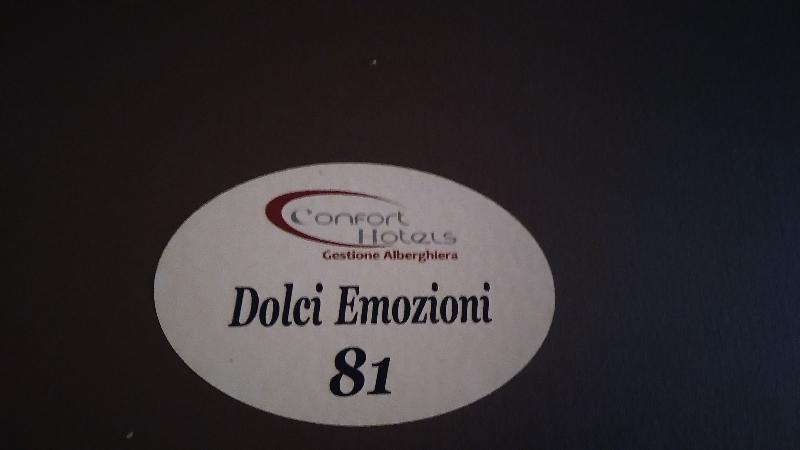 Confort
Hotels
Gestione Alberghiera
Dolci Emozioni
81